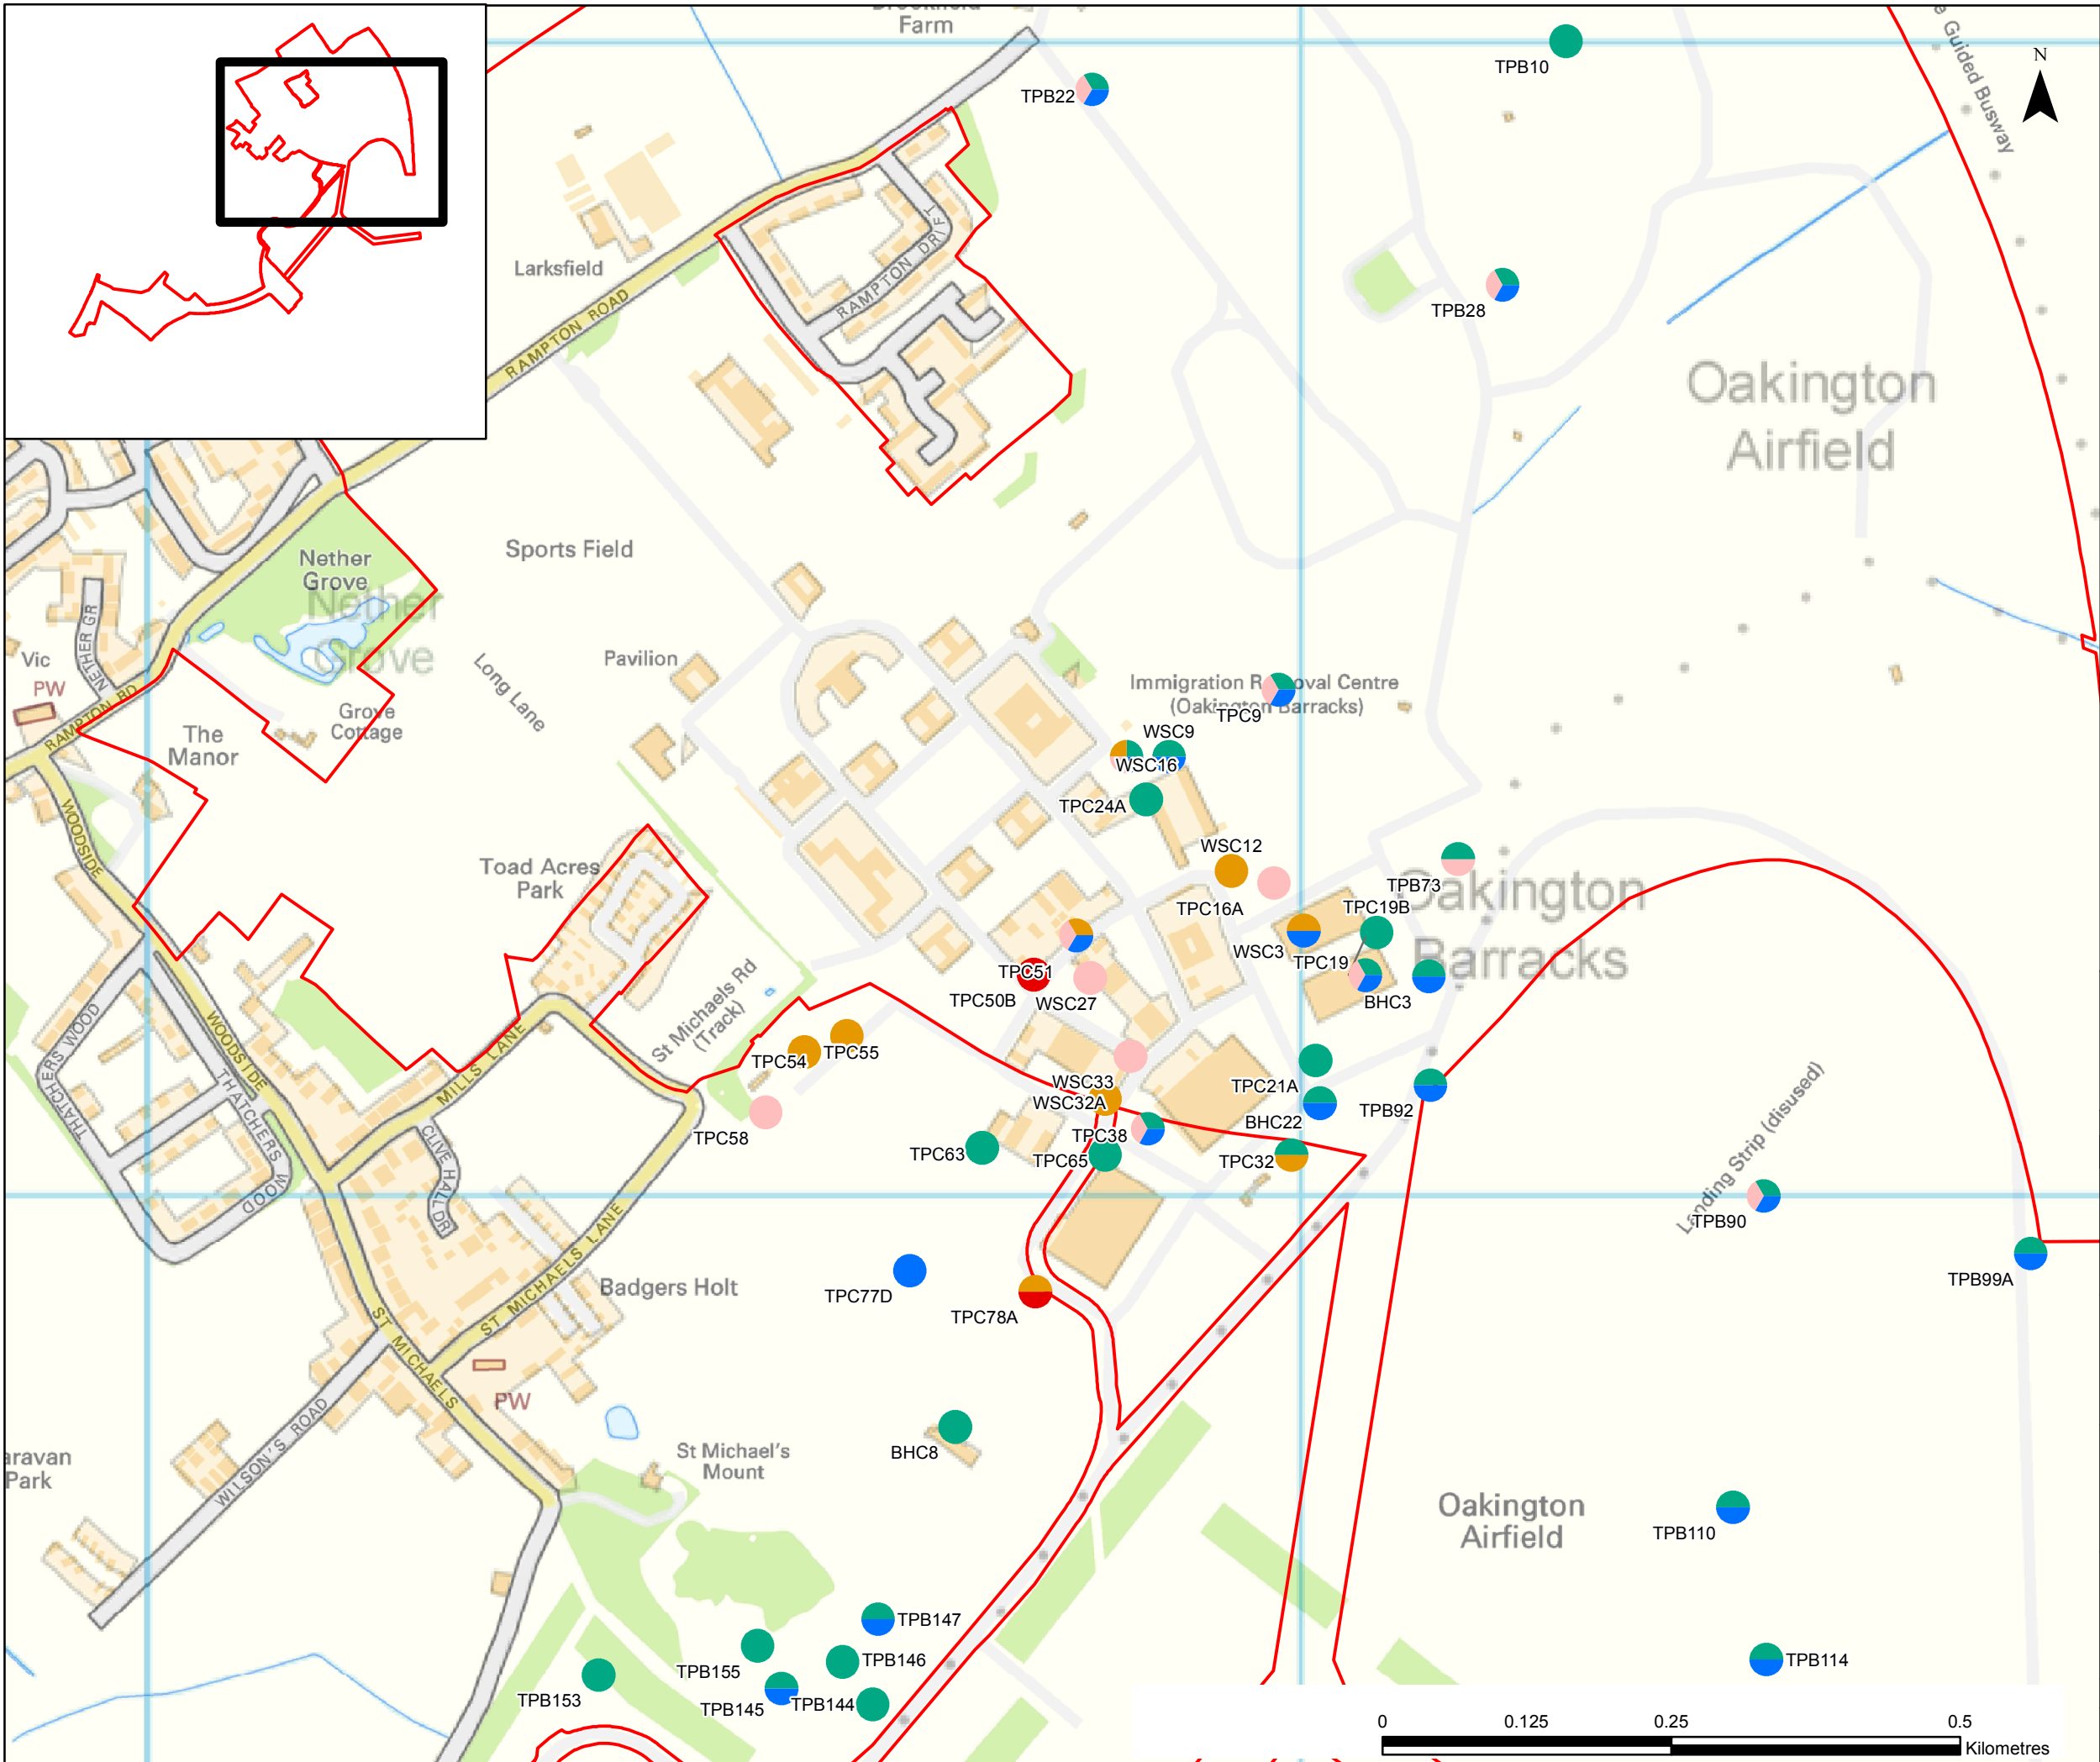 Farm
TPB10
TPB22
e Guided Busway
N
RAMPTON DRIFT
Larksfield
RAMPTON ROAD
TPB28
Oakington
Airfield
Sports Field
Nether
Grove
Nether
Grove
NETHER GR
Vic
PW
RAMPTON RD
Long Lane
Pavilion
Immigration Removal Centre
(Oakington Barracks)
TPC9
The
Manor
Grove
Cottage
WSC9
WSC16
TPC24A
WOODSIDE
Toad Acres
Park
WSC12
TPB73
TPC16A
TPC19B
Oakington
Barracks
WSC3
TPC19
BHC3
TPC51
TPC50B
WSC27
St Michaels Rd
(Track)
TPC54
TPC55
THATCHERS WOOD
WOODSIDE
THATCHERS WOOD
MILLS LANE
CLIVE HALL DR
WSC33
WSC32A
TPC21A
BHC22
TPB92
TPC58
TPC38
TPC63
TPC65
TPC32
Landing Strip (disused)
TPB90
TPB99A
TPC77D
TPC78A
Badgers Holt
ST MICHAELS LANE
ST MICHAELS
PW
WILSON'S ROAD
BHC8
St Michael's
Mount
aravan
Park
Oakington
Airfield
TPB110
TPB147
TPB155
TPB146
TPB153
TPB145
TPB144
TPB114
0
0.125
0.25
0.5
Kilometres